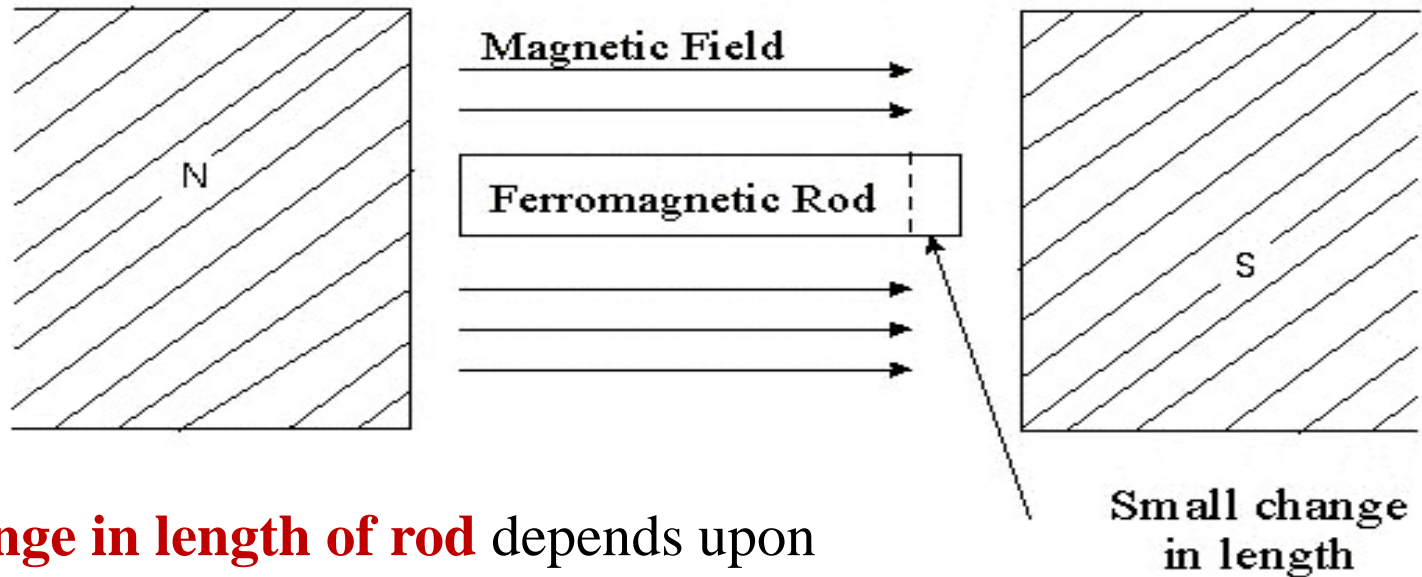 Magnetic Field
N
Ferromagnetic Rod
S
Small change
in length
nge in length of rod depends upon